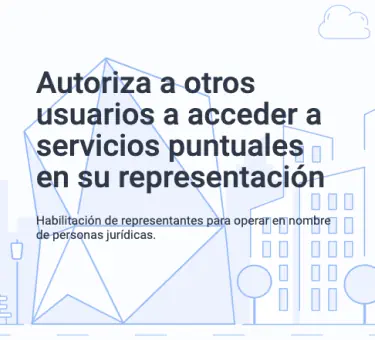 Autoriza a otros
usuarios a acceder a
servicios puntuales
en su representación
Habilitación de representantes para operar en nombre
de personas jurídicas.